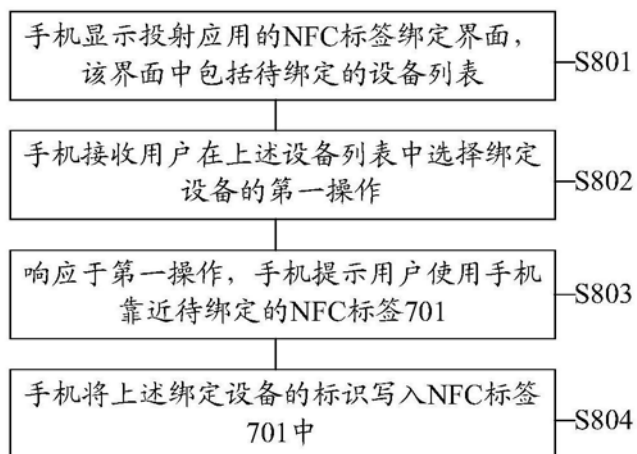 手机显示投射应用的NFC标签绑定界面，
该界面中包括待绑定的设备列表
S801
手机接收用户在上述设备列表中选择绑定
设备的第一操作
S802
响应于第一操作，手机提示用户使用手机
靠近待绑定的NFC标签701
S803
手机将上述绑定设备的标识写入NFC标签
701中
S804